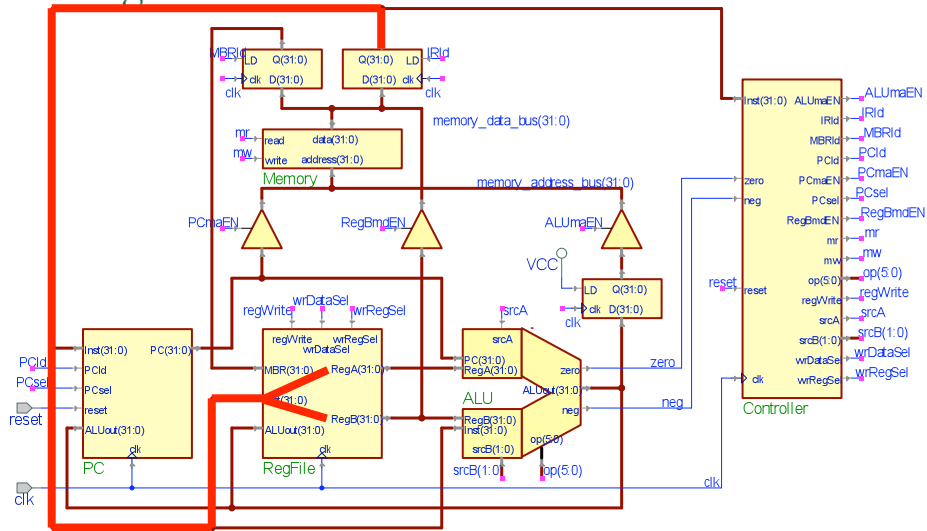 MBRld
LD
Q(31:0)
clk
D(31:0)
clk
Q(31:0)
LD
IRld
D(31:0)
clk
clk
memory_data_bus(31:0)
mr
read
data(31:0)
mw
write
address(31:0)
Memory
memory_address_bus(31:0)
PCmaEN
RegBmdEN
ALUmaEN
VCC
LD
Q(31:0)
clk
D(31:0)
clk
regWrite
wrDataSel
wrRegSel
regWrite
wrRegSel
wrDataSel
MBR(31:0)
RegA(31:0)
RegB(31:0)
ALUout(31:0)
clk
RegFile
PCld
PCsel
reset
Inst(31:0)
PC(31:0)
PCld
PCsel
reset
ALUout(31:0)
clk
PC
clk
srcA
srcA
PC(31:0)
RegA(31:0)
ALU
zero
ALUout(31:0)
neg
RegB(31:0)
Inst(31:0)
op(5:0)
srcB(1:0)
srcB(1:0)
op(5:0)
zero
neg
clk
reset
Inst(31:0)
zero
neg
reset
clk
ALUmaEN
IRld
MBRld
PCld
PCmaEN
PCsel
RegBmdEN
mr
mw
op(5:0)
regWrite
srcA
srcB(1:0)
wrDataSe
wrRegSel
Controller
ALUmaEN
IRld
MBRld
PCld
PCmaEN
PCsel
RegBmdEN
mr
mw
op(5:0)
regWrite
srcA
srcB(1:0)
wrDataSel
wrRegSel